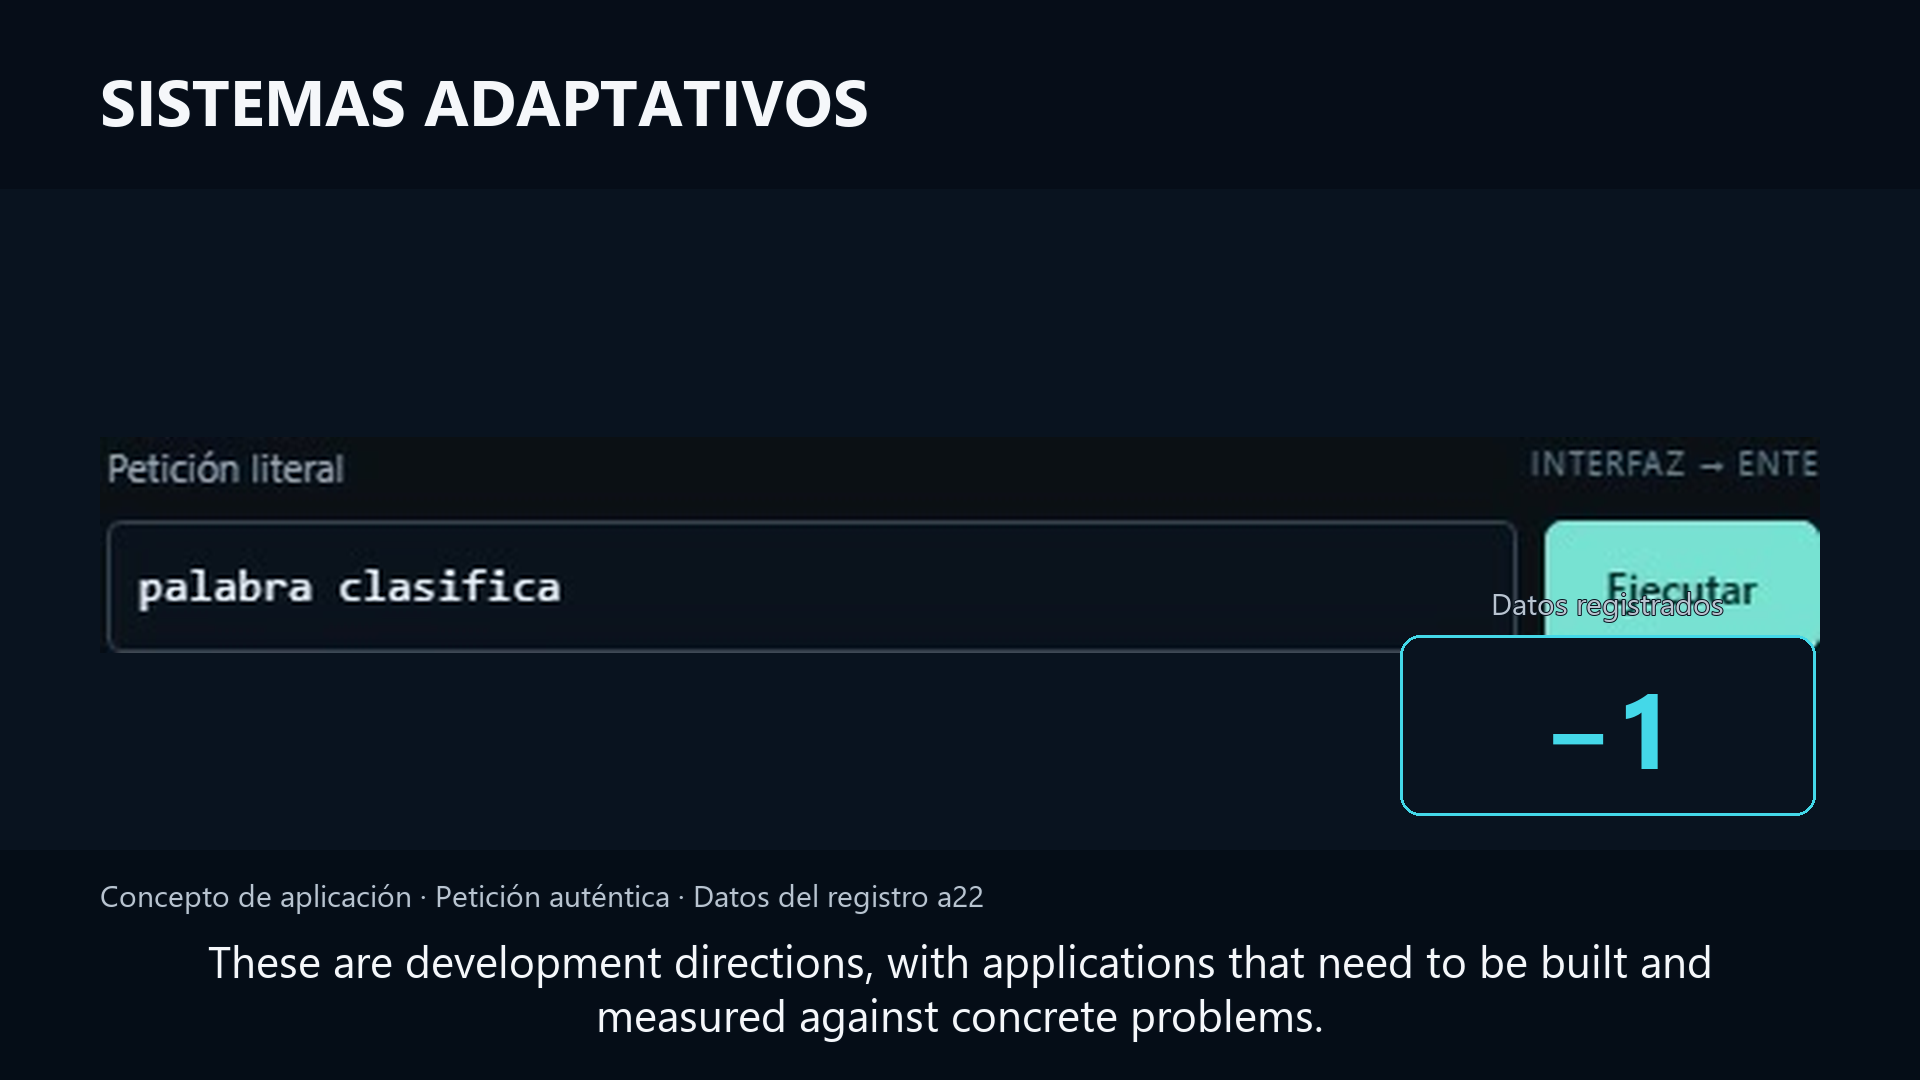 SISTEMAS ADAPTATIVOS
Petición literal
INTERFAZ → ENTE
palabra clasifica
Ejecutar
Datos registrados
−1
Concepto de aplicación · Petición auténtica · Datos del registro a22
These are development directions, with applications that need to be built and
measured against concrete problems.